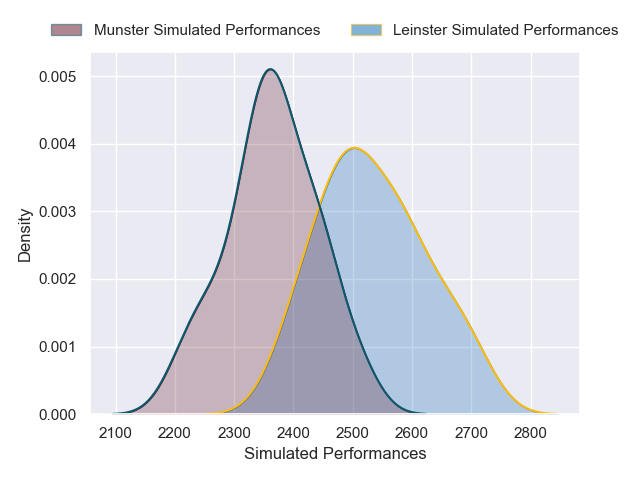 Munster Simulated Performances Leinster Simulated Performances
0.005
0.004
0.003
0.002
0.001
0.000
Density
2100 2200 2300 2400 2500 2600 2700 2800
Simulated Performances